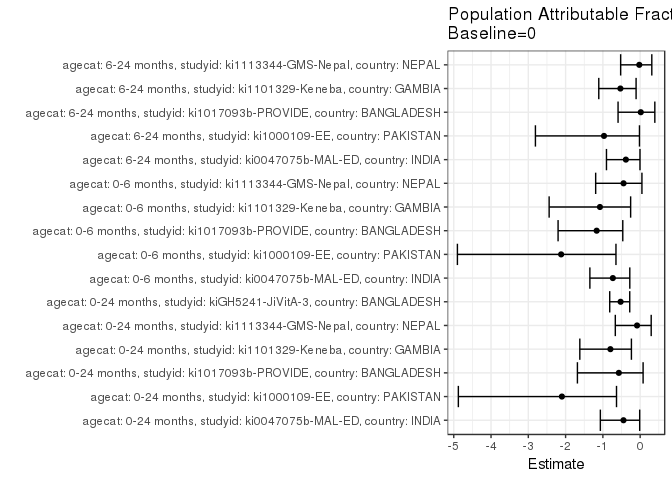 Population Attributable Fract
Baseline=0
agecat: 6-24 months, studyid: ki1113344-GMS-Nepal, country: NEPAL
agecat: 6-24 months, studyid: ki1101329-Keneba, country: GAMBIA
agecat: 6-24 months, studyid: ki1017093b-PROVIDE, country: BANGLADESH
agecat: 6-24 months, studyid: ki1000109-EE, country: PAKISTAN
agecat: 6-24 months, studyid: ki0047075b-MAL-ED, country: INDIA
agecat: 0-6 months, studyid: ki1113344-GMS-Nepal, country: NEPAL
agecat: 0-6 months, studyid: ki1101329-Keneba, country: GAMBIA
agecat: 0-6 months, studyid: ki1017093b-PROVIDE, country: BANGLADESH
agecat: 0-6 months, studyid: ki1000109-EE, country: PAKISTAN
agecat: 0-6 months, studyid: ki0047075b-MAL-ED, country: INDIA
agecat: 0-24 months, studyid: kiGH5241-JiVitA-3, country: BANGLADESH
agecat: 0-24 months, studyid: ki1113344-GMS-Nepal, country: NEPAL
agecat: 0-24 months, studyid: ki1101329-Keneba, country: GAMBIA
agecat: 0-24 months, studyid: ki1017093b-PROVIDE, country: BANGLADESH
agecat: 0-24 months, studyid: ki1000109-EE, country: PAKISTAN
agecat: 0-24 months, studyid: ki0047075b-MAL-ED, country: INDIA
-5 -4 -3 -2 -1 0
Estimate